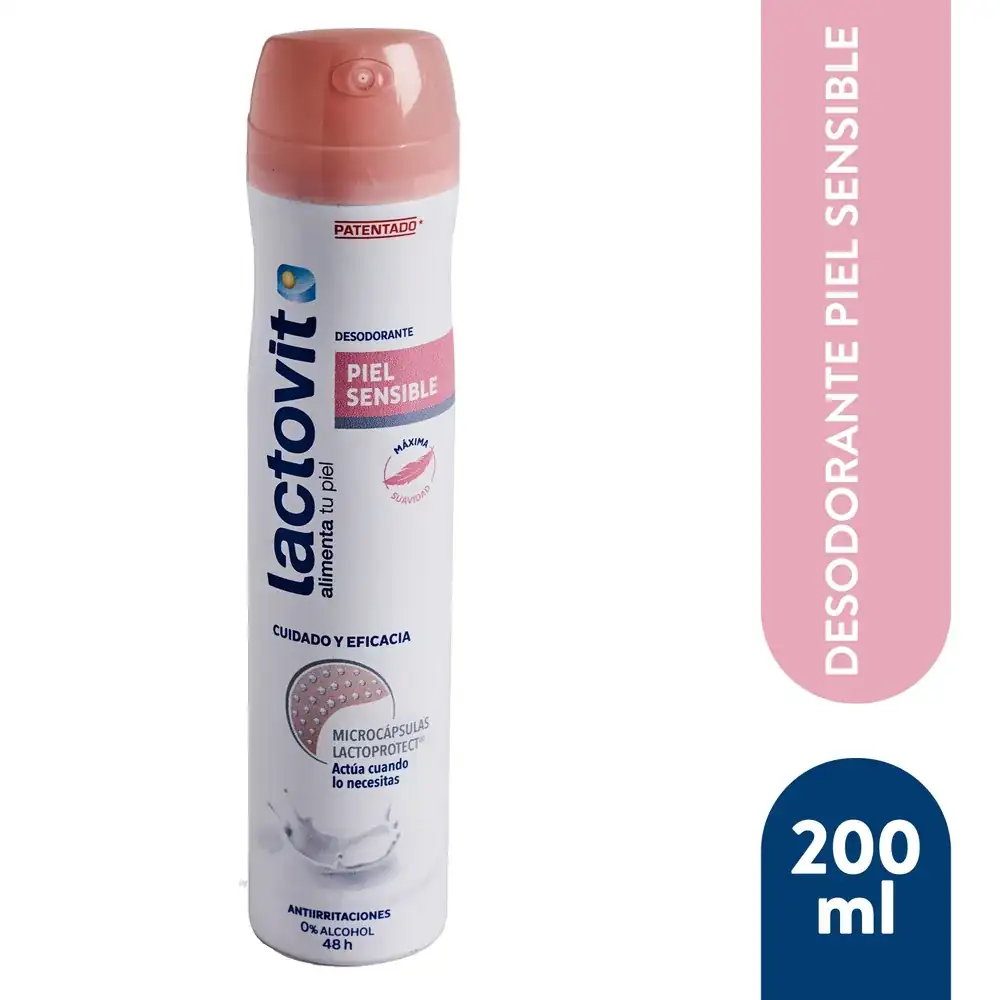 PATENTADO*
lactovit
alimenta tu piel
DESODORANTE
PIEL
SENSIBLE
MÁXIMA
SUAVIDAD
CUIDADO Y EFICACIA
MICROCÁPSULAS
LACTOPROTECT®
Actúa cuando
lo necesitas
ANTIIRRITACIONES
0% ALCOHOL
48 h
DESODORANTE PIEL SENSIBLE
200
ml